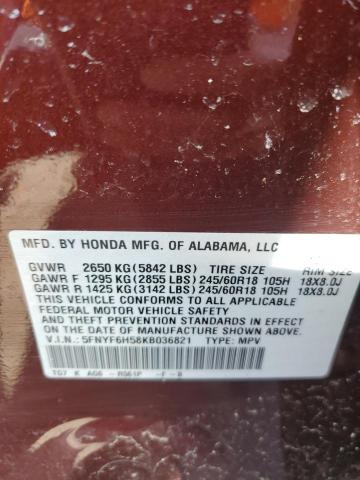 MFD. BY HONDA MFG. OF ALABAMA, LLC
GVWR 2650 KG(5842 LBS) TIRE SIZE RIM SIZE
GAWR F 1295 KG(2855 LBS) 245/60R18 105H 18X8.0J
GAWR R 1425 KG(3142 LBS) 245/60R18 105H 18X8.0J
THIS VEHICLE CONFORMS TO ALL APPLICABLE
FEDERAL MOTOR VEHICLE SAFETY STANDARDS IN EFFECT
ON THE DATE OF MANUFACTURE SHOWN ABOVE.
V.I.N.: 5FNYF6H58KB036821 TYPE: MPV
TG7 K A06 - R561P -F - B